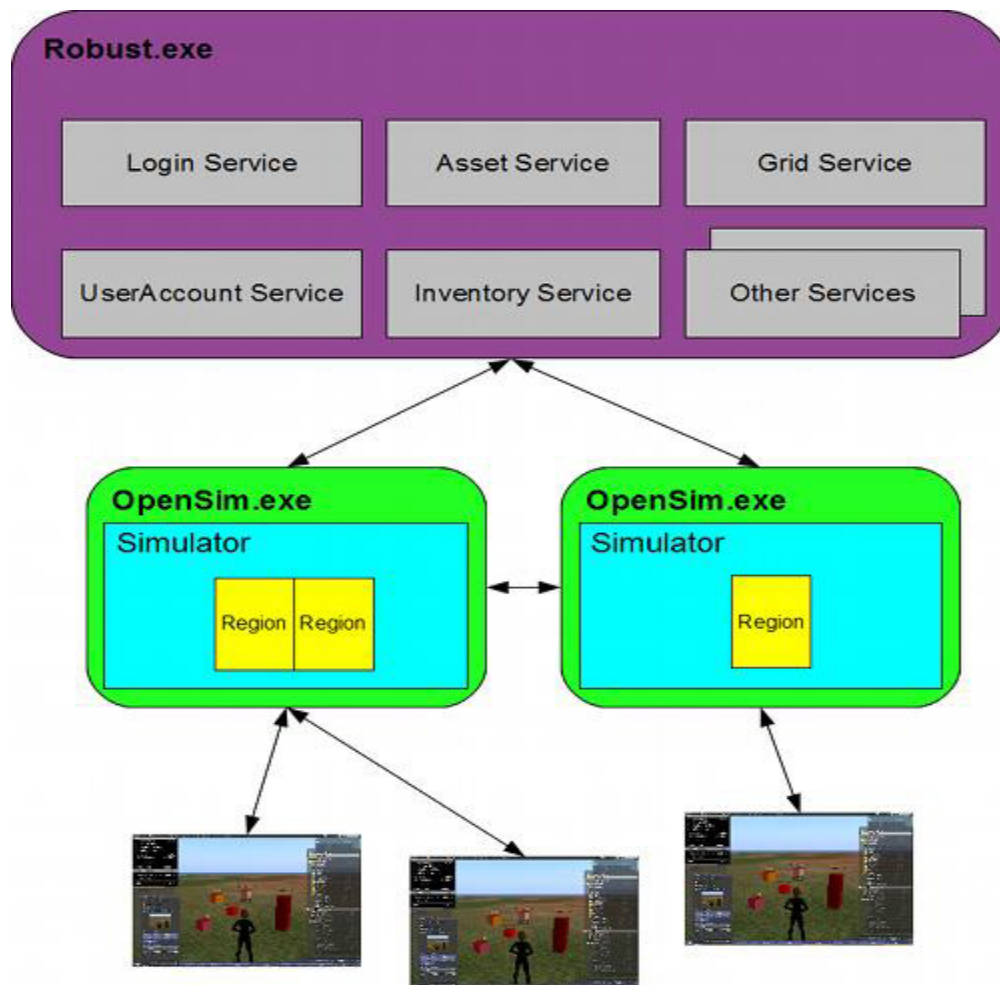 Robust.exe
Login Service
Asset Service
Grid Service
UserAccount Service
Inventory Service
Other Services
OpenSim.exe
Simulator
Region
Region
OpenSim.exe
Simulator
Region